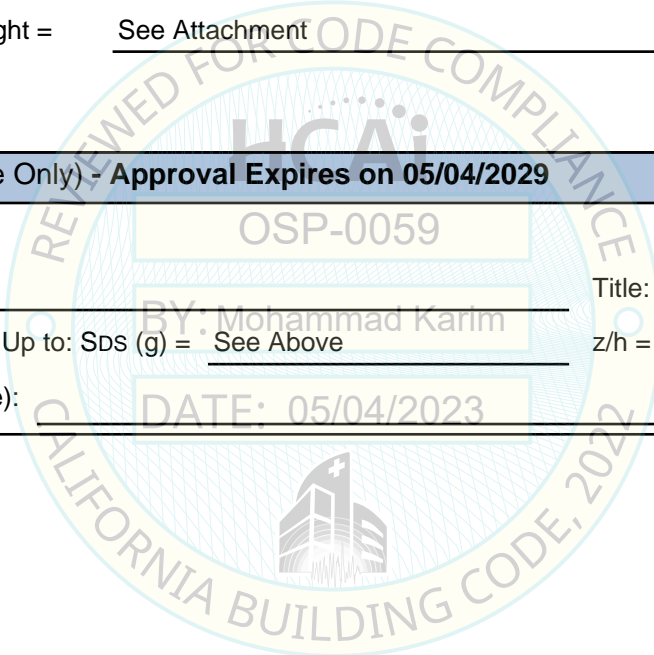 ght = See Attachment
REVIEWED FOR CODE COMPLIANCE
HCAi
e Only) - Approval Expires on 05/04/2029
OSP-0059
Title:
BY: Mohammad Karim
Up to: SDS (g) = See Above z/h =
e):
DATE: 05/04/2023
CALIFORNIA BUILDING CODE, 2022